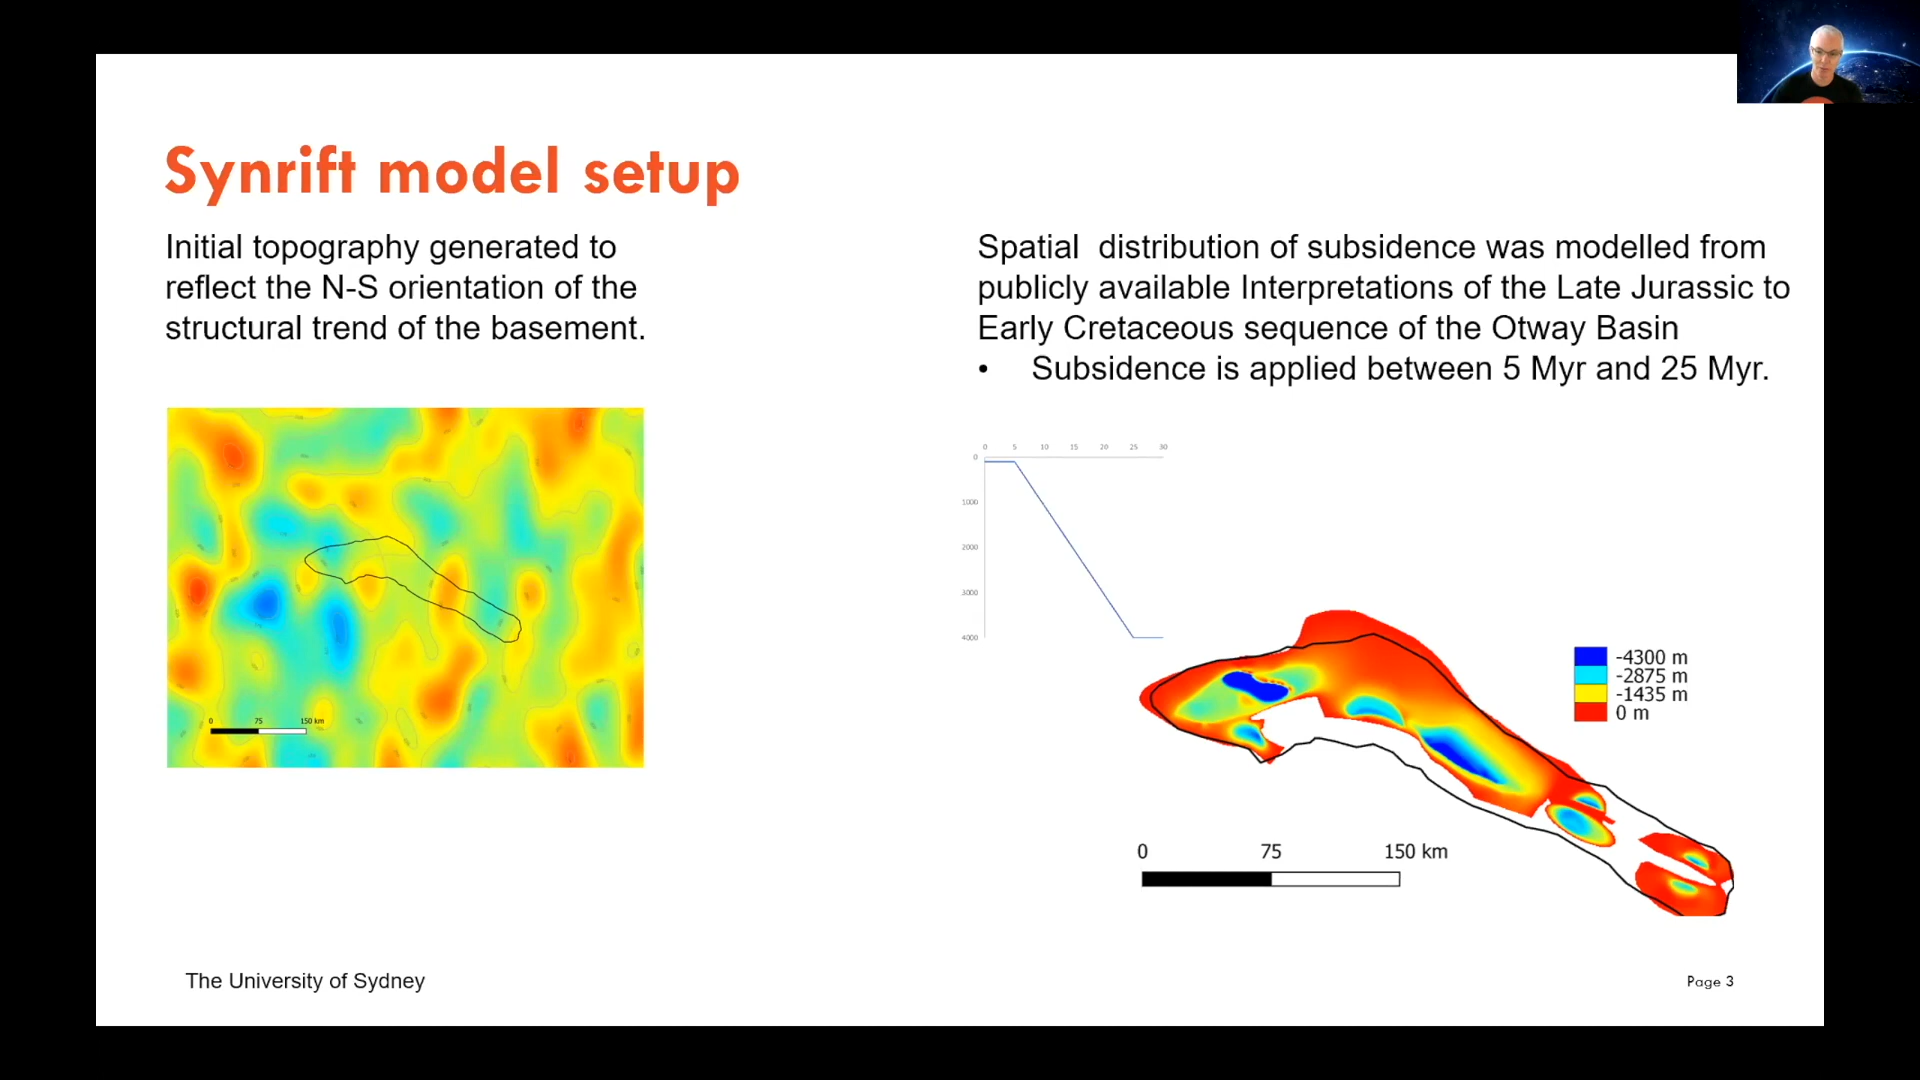 Synrift model setup
Initial topography generated to
reflect the N-S orientation of the
structural trend of the basement.
Spatial distribution of subsidence was modelled from
publicly available Interpretations of the Late Jurassic to
Early Cretaceous sequence of the Otway Basin
• Subsidence is applied between 5 Myr and 25 Myr.
0 5 10 15 20 25 30
0
1000
2000
3000
4000
0 75 150 km
-4300 m
-2875 m
-1435 m
0 m
0 75 150 km
The University of Sydney
Page 3